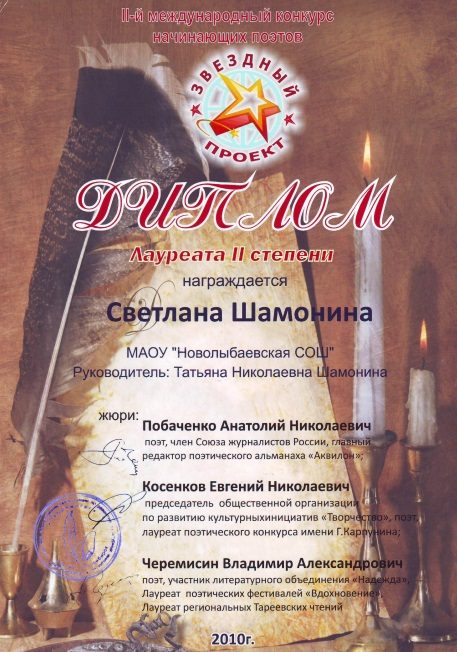 II-й международный конкурс
начинающих поэтов
ЗВЕЗДНЫЙ
ПРОЕКТ
ДИПЛОМ
Лауреата II степени
награждается
Светлана Шамонина
МАОУ "Новолыбаевская СОШ"
Руководитель: Татьяна Николаевна Шамонина
жюри:
Побаченко Анатолий Николаевич
поэт, член Союза журналистов России, главный
редактор поэтического альманаха «Аквилон»;
Косенков Евгений Николаевич
председатель общественной организации
по развитию культурныхинициатив «Творчество», поэт,
лауреат поэтического конкурса имени Г.Карпунина;
Черемисин Владимир Александрович
поэт, участник литературного объединения «Надежда»,
Лауреат поэтических фестивалей «Вдохновение»,
Лауреат региональных Тареевских чтений
2010г.